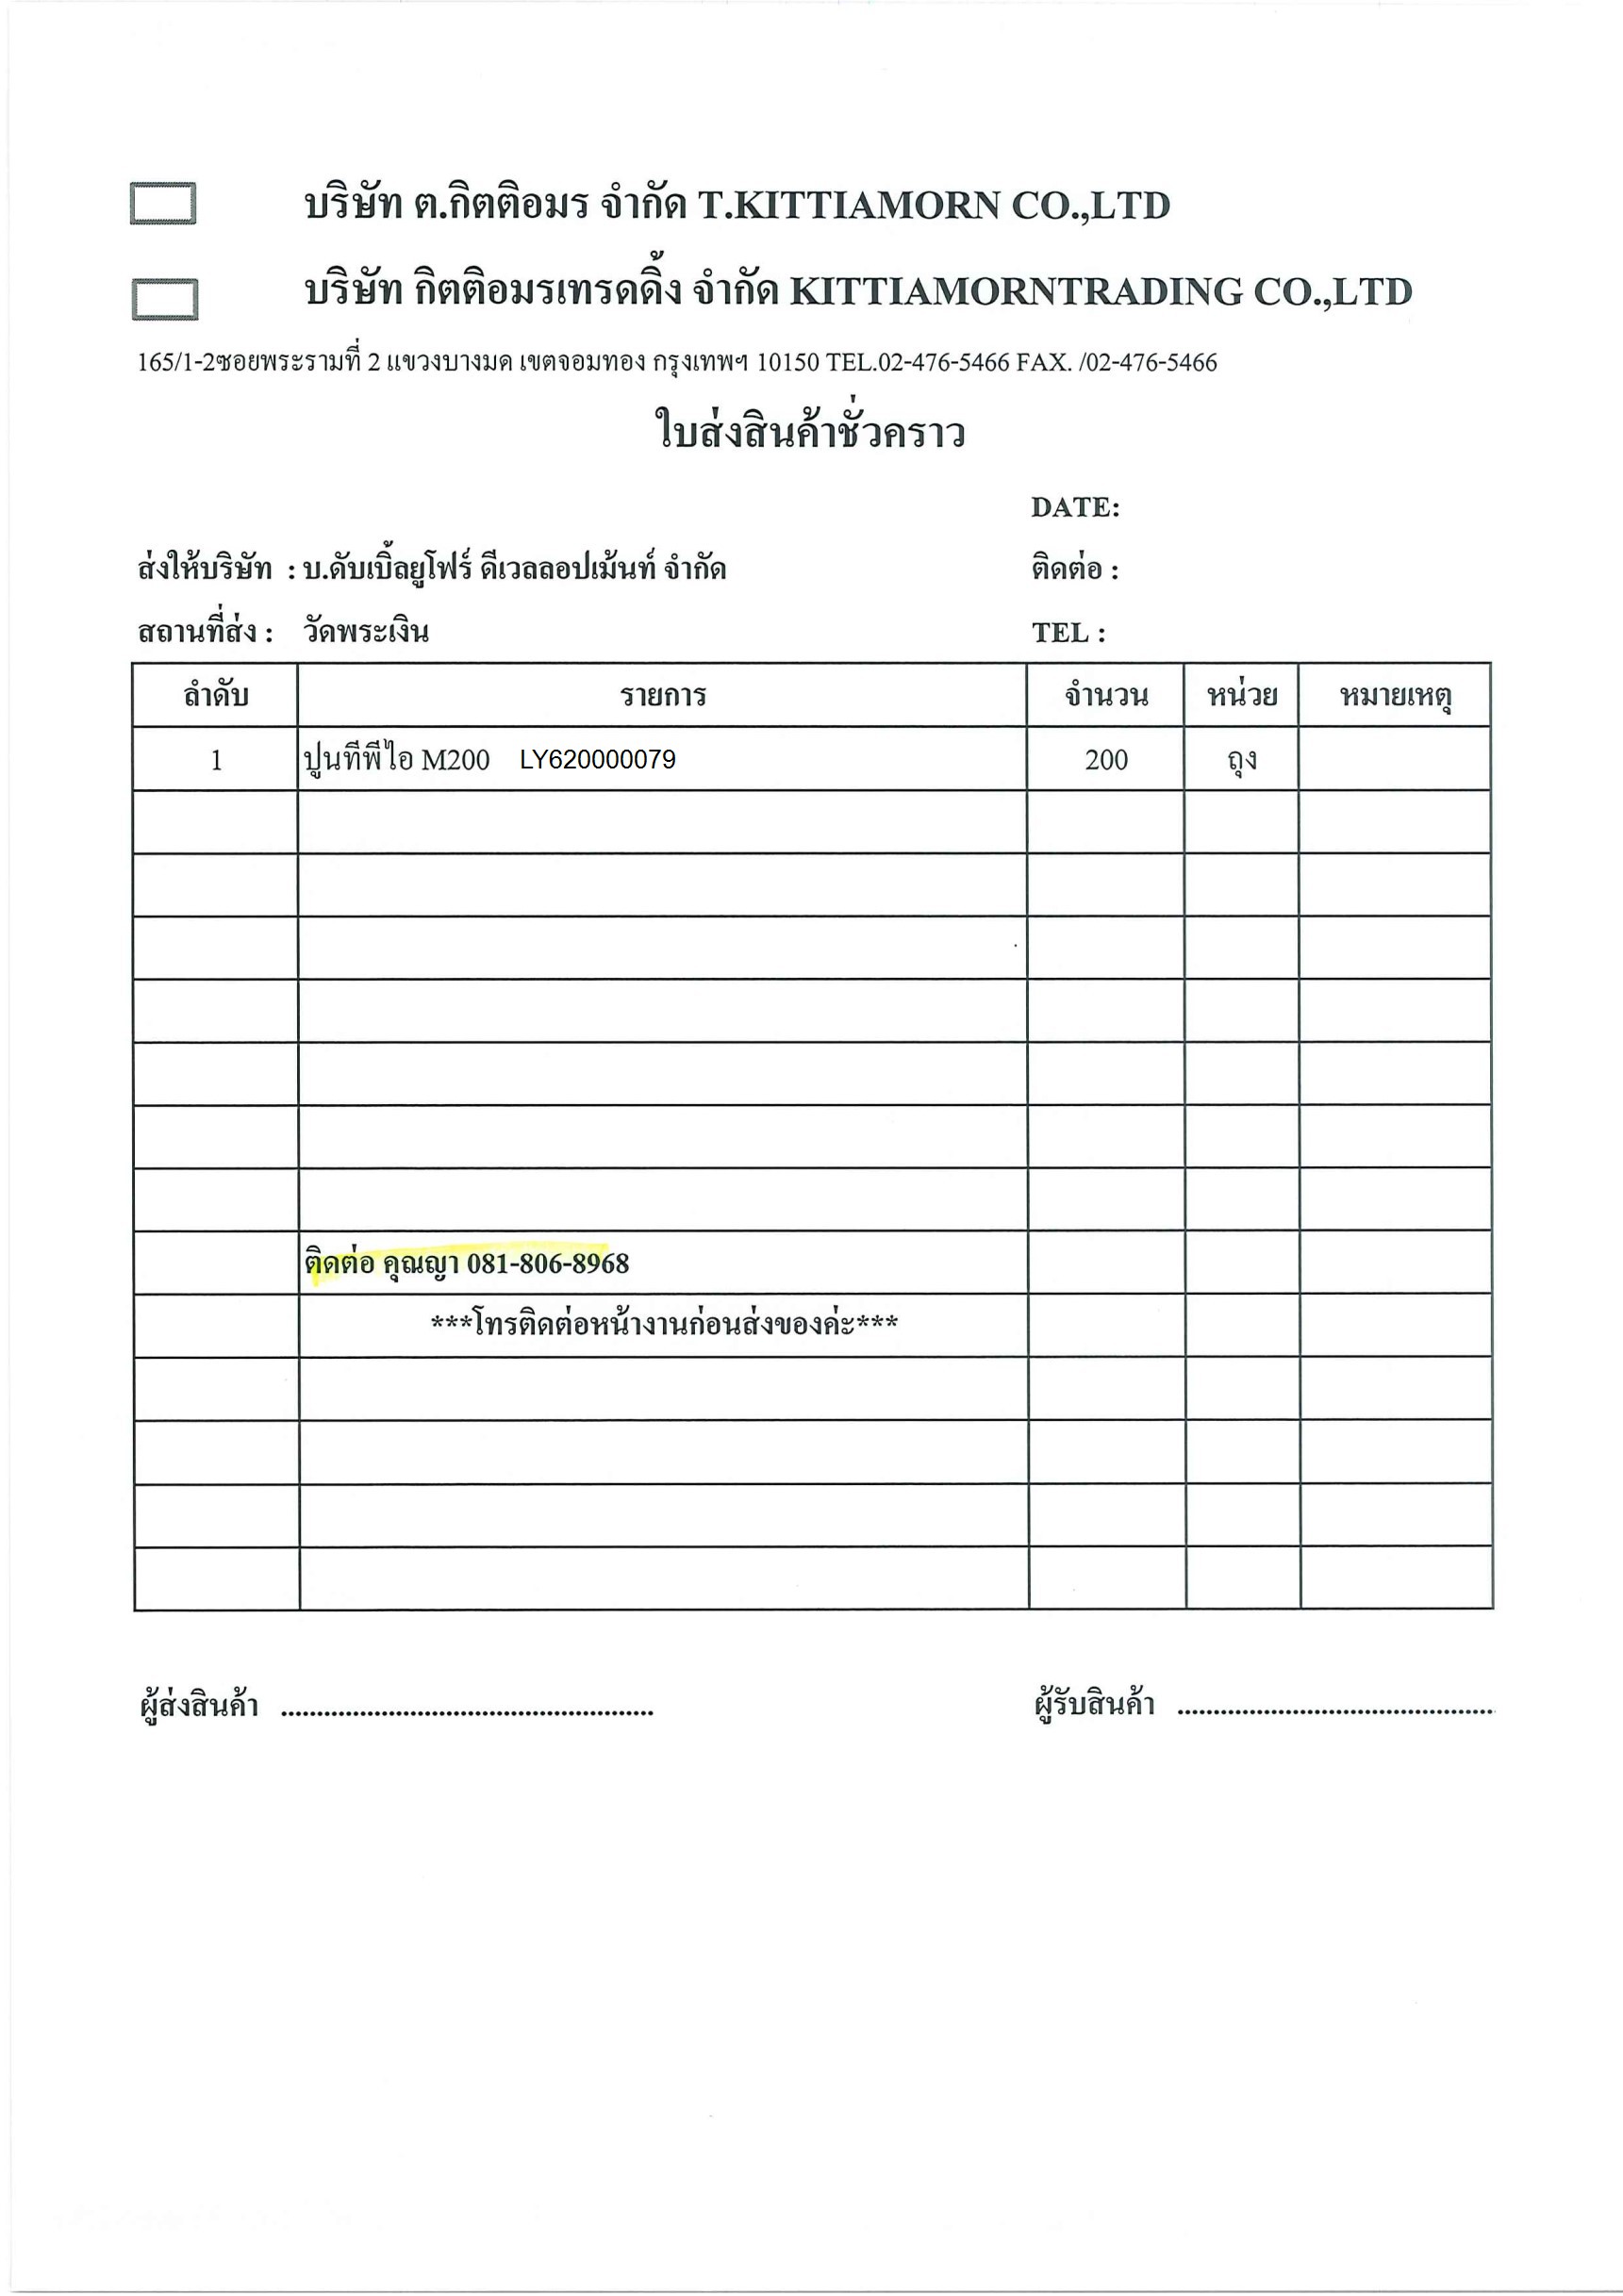 บริษัท ต.กิตติอมร จำกัด T.KITTIAMORN CO.,LTD
บริษัท กิตติอมรเทรดดิ้ง จำกัด KITTIAMORNTRADING CO.,LTD
165/1-2ซอยพระรามที่ 2 แขวงบางมด เขตจอมทอง กรุงเทพฯ 10150 TEL.02-476-5466 FAX. /02-476-5466
ใบส่งสินค้าชั่วคราว
DATE:
ส่งให้บริษัท : บ.ดับเบิ้ลยูโฟร์ ดีเวลลอปเม้นท์ จำกัด ติดต่อ :
สถานที่ส่ง : วัดพระเงิน TEL :
ลำดับ รายการ จำนวน หน่วย หมายเหตุ
1 ปูนทีพีไอ M200 LY620000079 200 ถุง
ติดต่อ คุณญา 081-806-8968
***โทรติดต่อหน้างานก่อนส่งของค่ะ***
ผู้ส่งสินค้า ..................................................... ผู้รับสินค้า .............................................